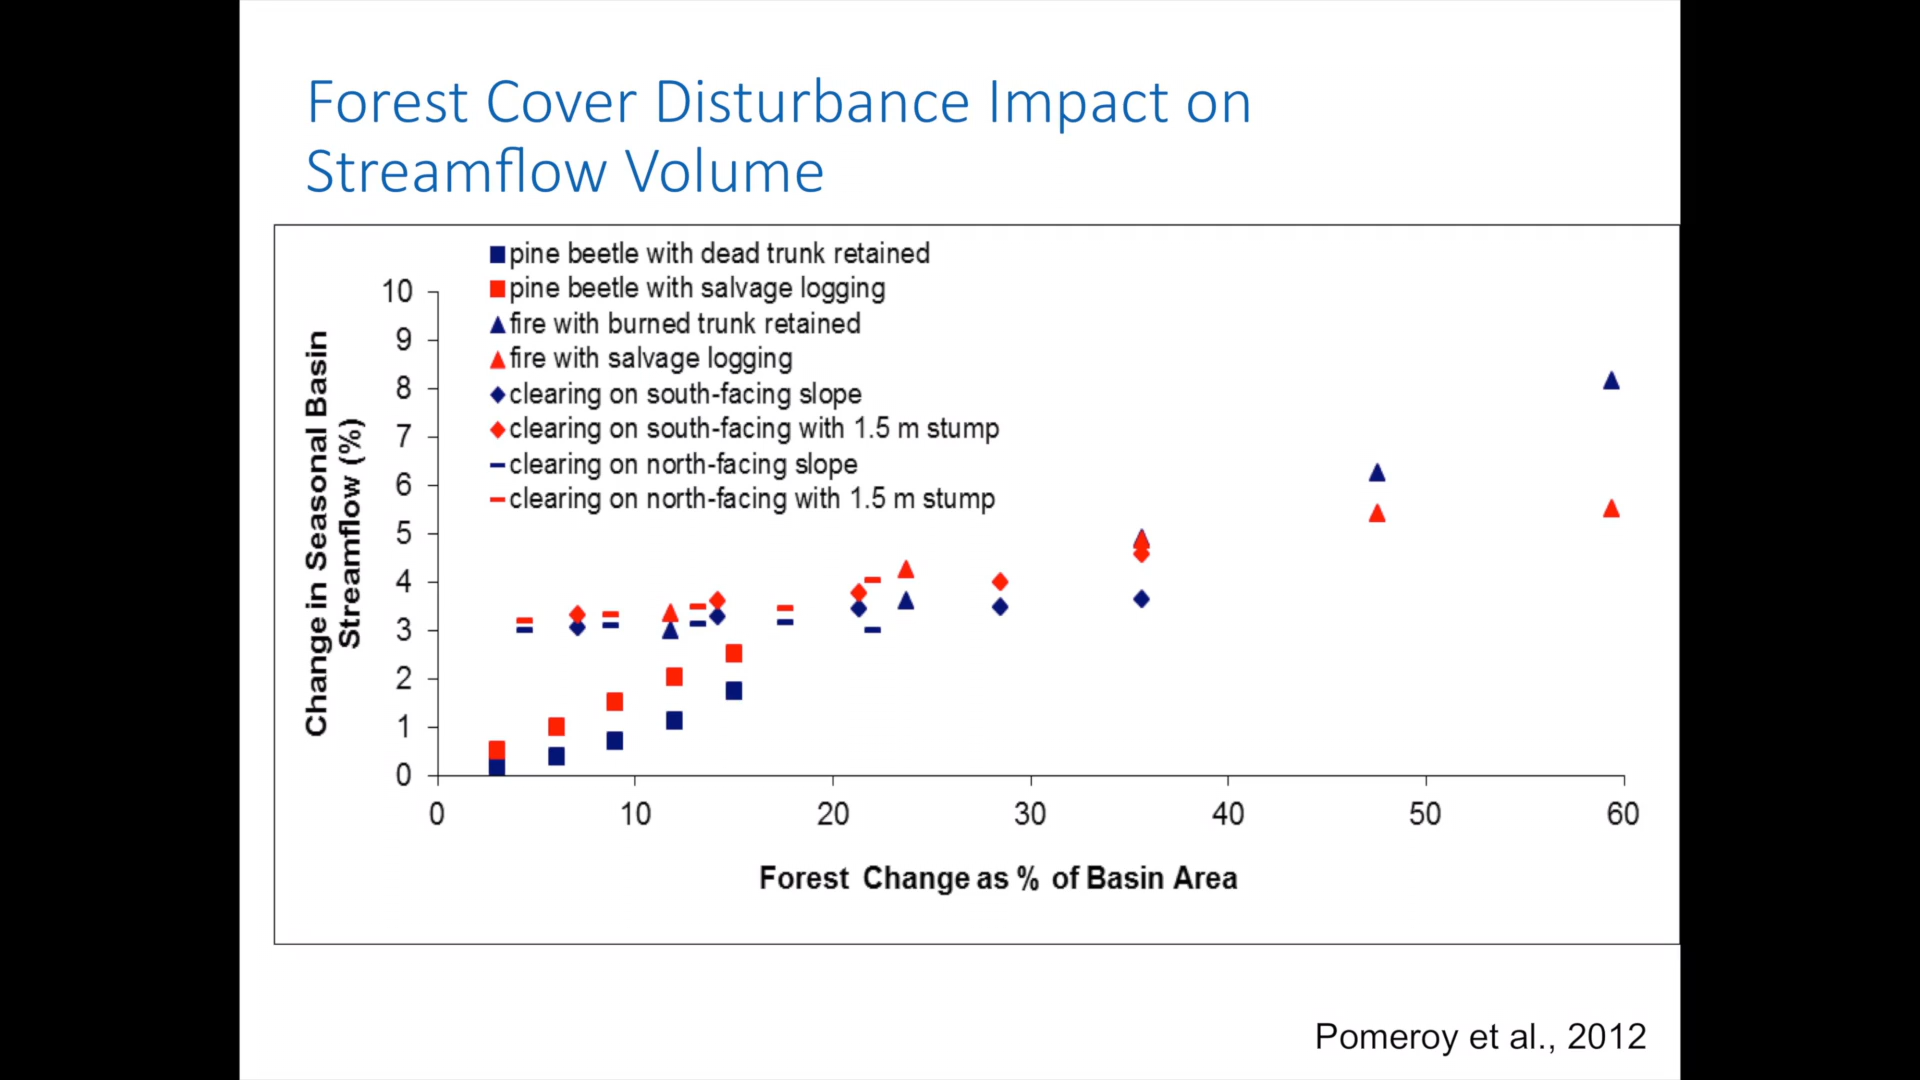 Forest Cover Disturbance Impact on
Streamflow Volume
pine beetle with dead trunk retained
pine beetle with salvage logging
fire with burned trunk retained
fire with salvage logging
clearing on south-facing slope
clearing on south-facing with 1.5 m stump
clearing on north-facing slope
clearing on north-facing with 1.5 m stump
Change in Seasonal Basin
Streamflow (%)
10
9
8
7
6
5
4
3
2
1
0
0 10 20 30 40 50 60
Forest Change as % of Basin Area
Pomeroy et al., 2012